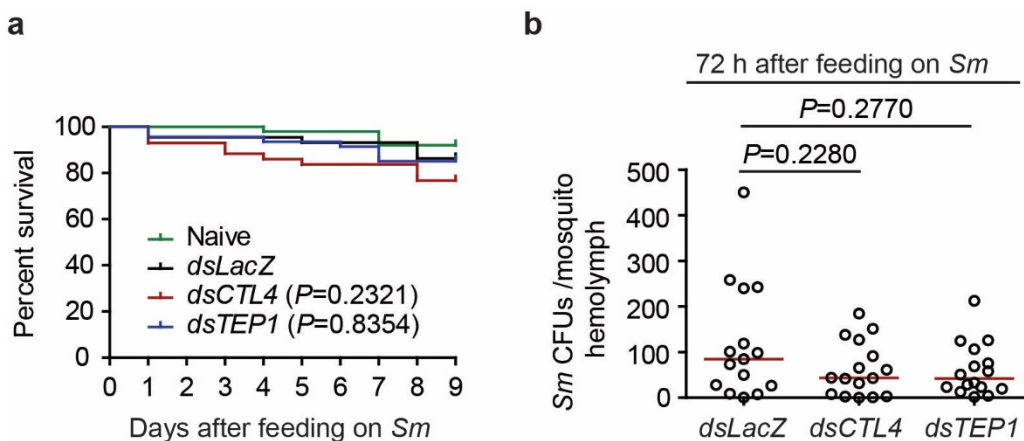 a
Percent survival
100
80
60
40
20
0
Naive
dsLacZ
dsCTL4 (P=0.2321)
dsTEP1 (P=0.8354)
0 1 2 3 4 5 6 7 8 9
Days after feeding on Sm
b
72 h after feeding on Sm
P=0.2770
P=0.2280
Sm CFUs /mosquito
hemolymph
500
400
300
200
100
0
dsLacZ dsCTL4 dsTEP1